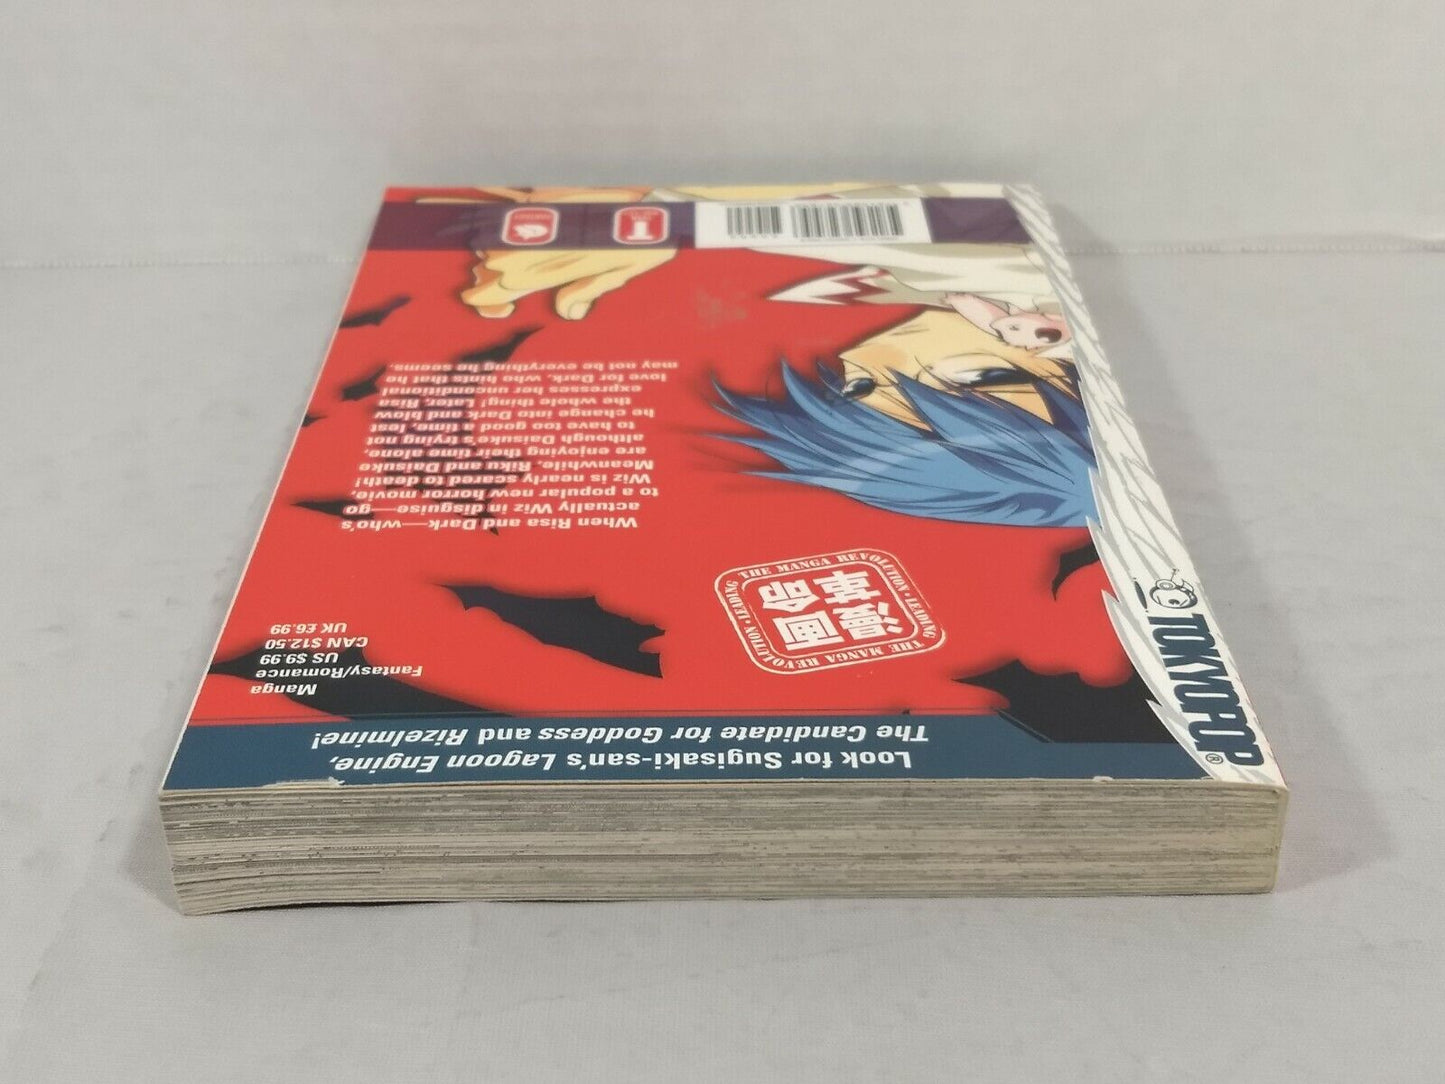 Look for Sugisaki-san's Lagoon Engine,
The Candidate for Goddess and Rizelmine!
Manga
Fantasy/Romance
US $9.99
CAN $12.50
UK £6.99
TOKYOPOP®
THE MANGA REVOLUTION • LEADING
THE MANGA REVOLUTION • LEADING
漫画
革命
When Risa and Dark—who's
actually Wiz in disguise—go
to a popular new horror movie,
Wiz is nearly scared to death!
Meanwhile, Riku and Daisuke
are enjoying their time alone,
although Daisuke's trying not
to have too good a time, lest
he change into Dark and blow
the whole thing! Later, Risa
expresses her unconditional
love for Dark, who hints that he
may not be everything he seems.
T